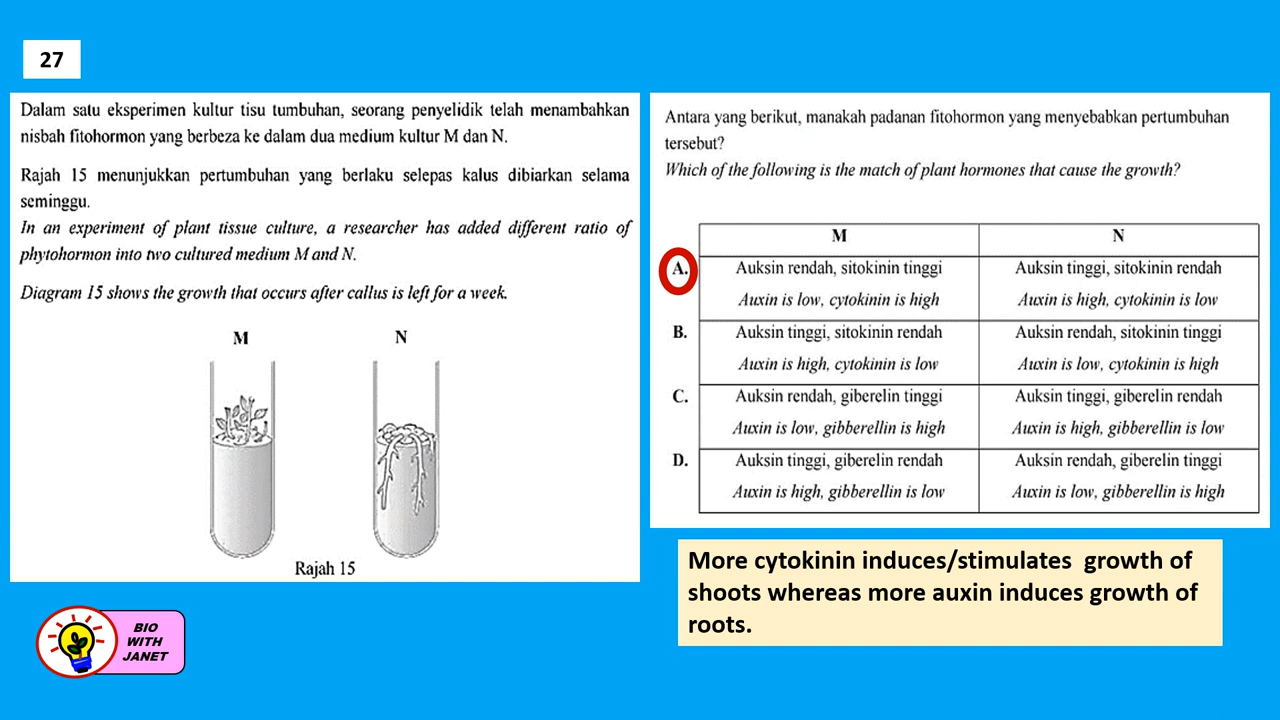 27
Dalam satu eksperimen kultur tisu tumbuhan, seorang penyelidik telah menambahkan
nisbah fitohormon yang berbeza ke dalam dua medium kultur M dan N.
Rajah 15 menunjukkan pertumbuhan yang berlaku selepas kalus dibiarkan selama
seminggu.
In an experiment of plant tissue culture, a researcher has added different ratio of
phytohormon into two cultured medium M and N.
Diagram 15 shows the growth that occurs after callus is left for a week.
M N
Rajah 15
Antara yang berikut, manakah padanan fitohormon yang menyebabkan pertumbuhan
tersebut?
Which of the following is the match of plant hormones that cause the growth?
M N
A. Auksin rendah, sitokinin tinggi Auksin tinggi, sitokinin rendah
Auxin is low, cytokinin is high Auxin is high, cytokinin is low
B. Auksin tinggi, sitokinin rendah Auksin rendah, sitokinin tinggi
Auxin is high, cytokinin is low Auxin is low, cytokinin is high
C. Auksin rendah, giberelin tinggi Auksin tinggi, giberelin rendah
Auxin is low, gibberellin is high Auxin is high, gibberellin is low
D. Auksin tinggi, giberelin rendah Auksin rendah, giberelin tinggi
Auxin is high, gibberellin is low Auxin is low, gibberellin is high
More cytokinin induces/stimulates growth of
shoots whereas more auxin induces growth of
roots.
BIO
WITH
JANET